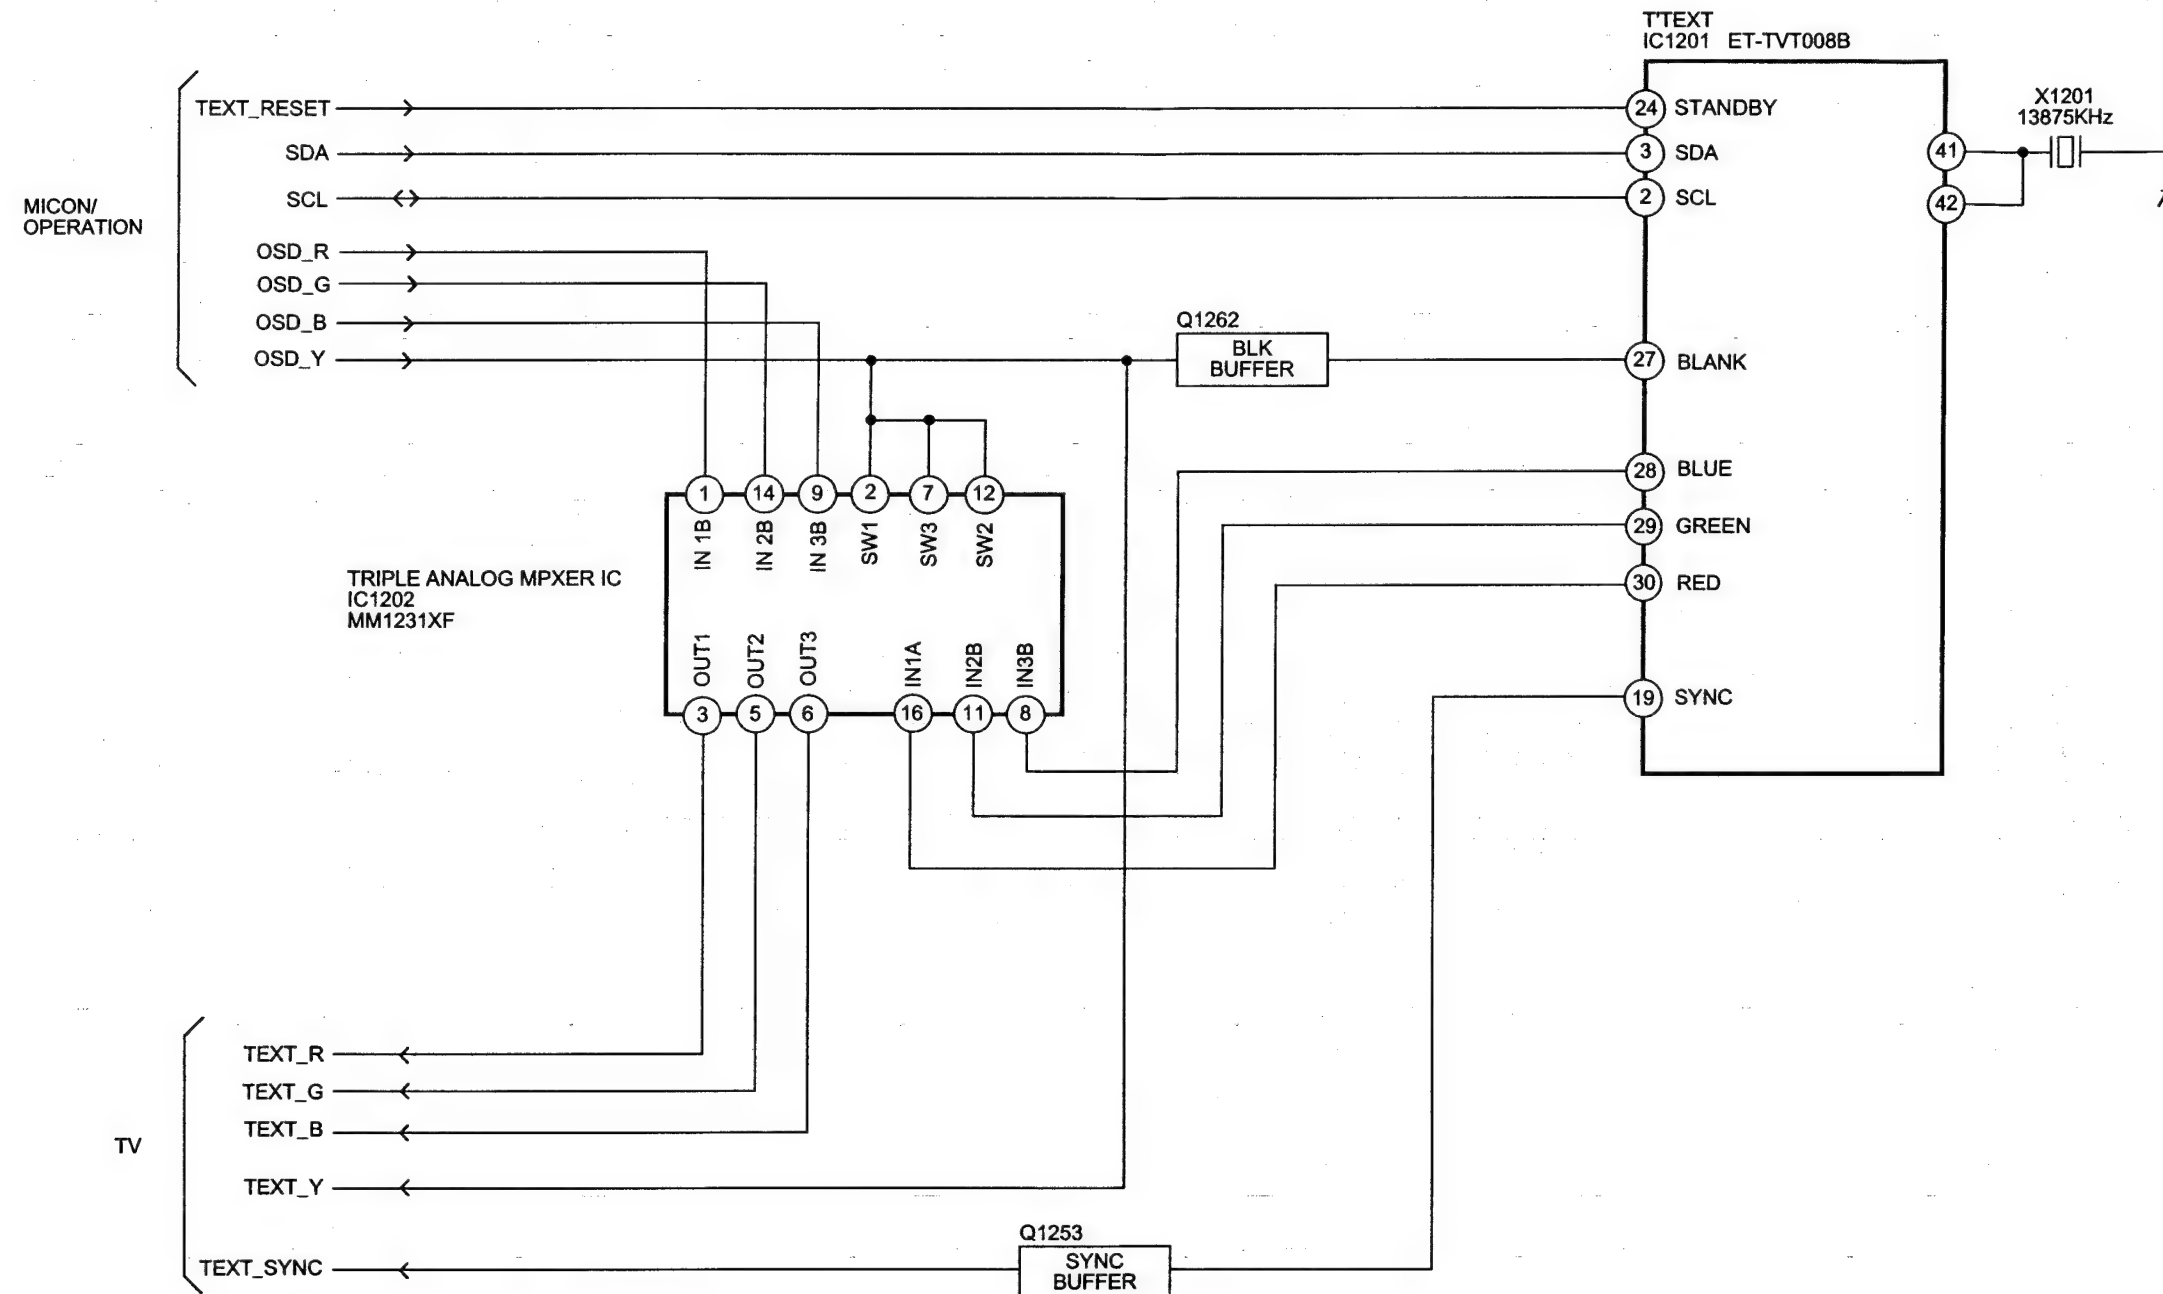 T'TEXT
IC1201 ET-TVT008B
X1201
13875KHz
TEXT_RESET
24 STANDBY
41
SDA
3 SDA
SCL
2 SCL
42
MICON/
OPERATION
OSD_R
OSD_G
OSD_B
OSD_Y
Q1262
BLK
BUFFER
27 BLANK
28 BLUE
29 GREEN
30 RED
19 SYNC
1 14 9 2 7 12
IN 1B
IN 2B
IN 3B
SW1
SW3
SW2
TRIPLE ANALOG MPXER IC
IC1202
MM1231XF
OUT1
OUT2
OUT3
IN1A
IN2B
IN3B
3 5 6 16 11 8
TV
TEXT_R
TEXT_G
TEXT_B
TEXT_Y
TEXT_SYNC
Q1253
SYNC
BUFFER